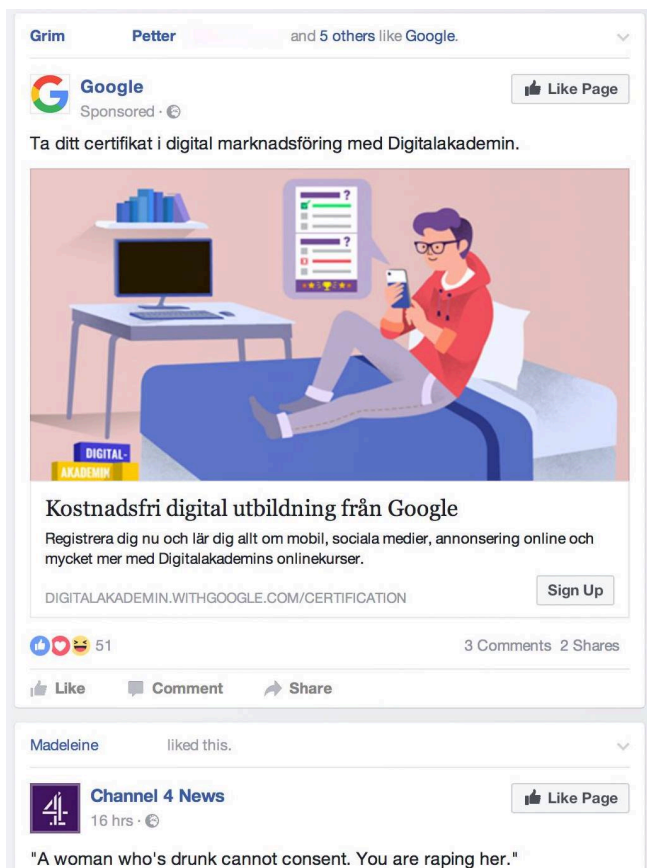 Grim Petter and 5 others like Google.
Google
Like Page
Sponsored ·
Ta ditt certifikat i digital marknadsföring med Digitalakademin.
?
?
DIGITAL-
AKADEMIN
Kostnadsfri digital utbildning från Google
Registrera dig nu och lär dig allt om mobil, sociala medier, annonsering online och
mycket mer med Digitalakademins onlinekurser.
DIGITALAKADEMIN.WITHGOOGLE.COM/CERTIFICATION
Sign Up
51
3 Comments 2 Shares
Like Comment Share
Madeleine liked this.
4
Channel 4 News
Like Page
16 hrs ·
"A woman who's drunk cannot consent. You are raping her."